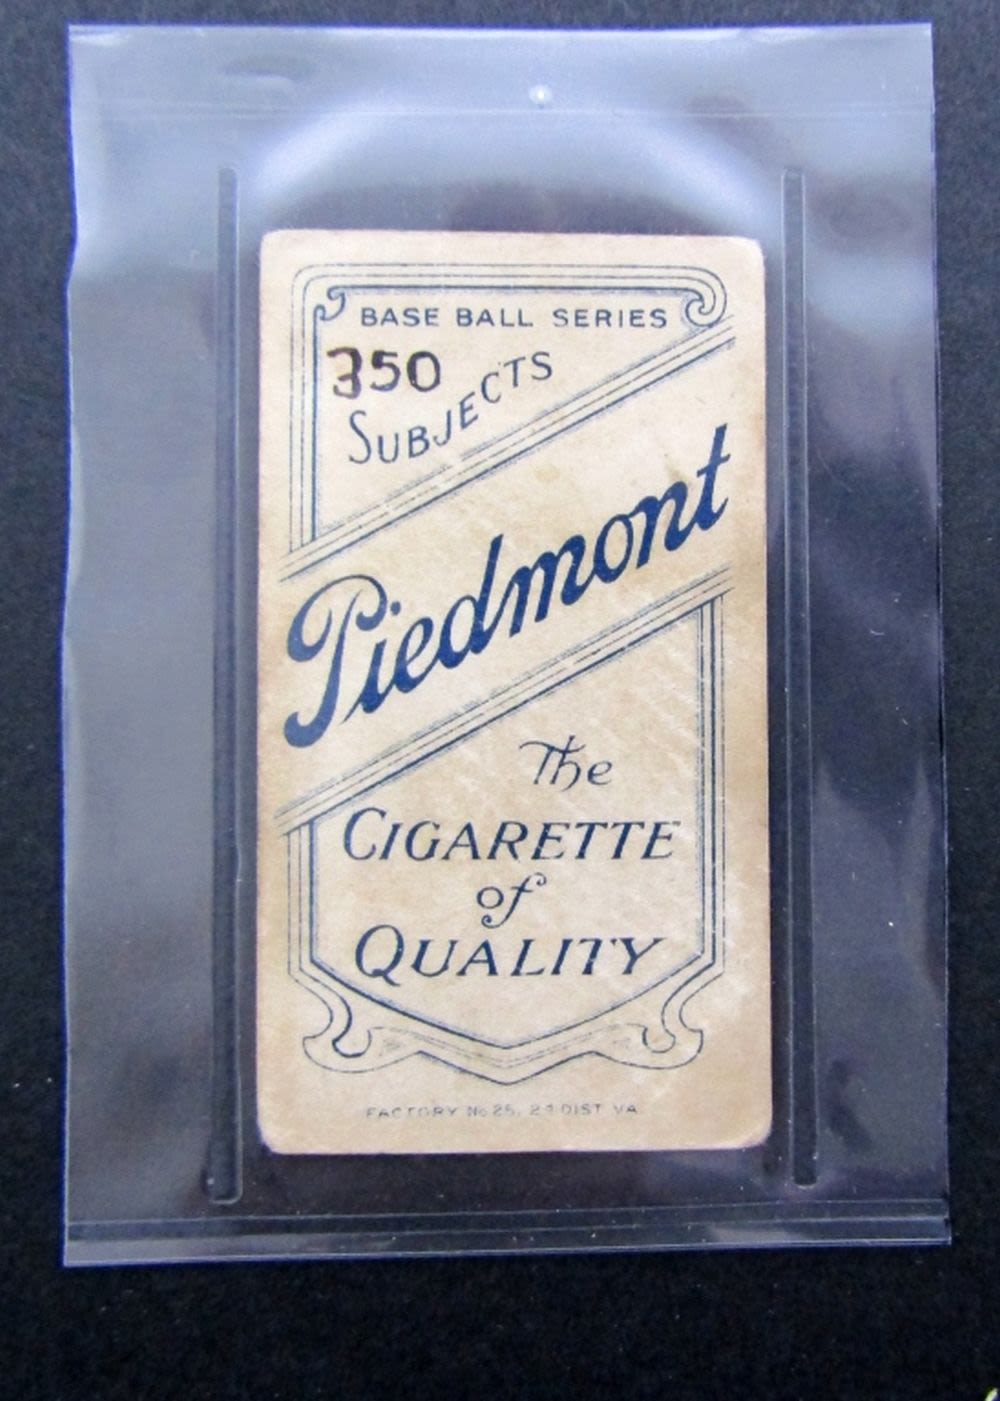 BASE BALL SERIES
350
SUBJECTS
Piedmont
The
CIGARETTE
of
QUALITY
FACTORY No 25, 2d DIST VA